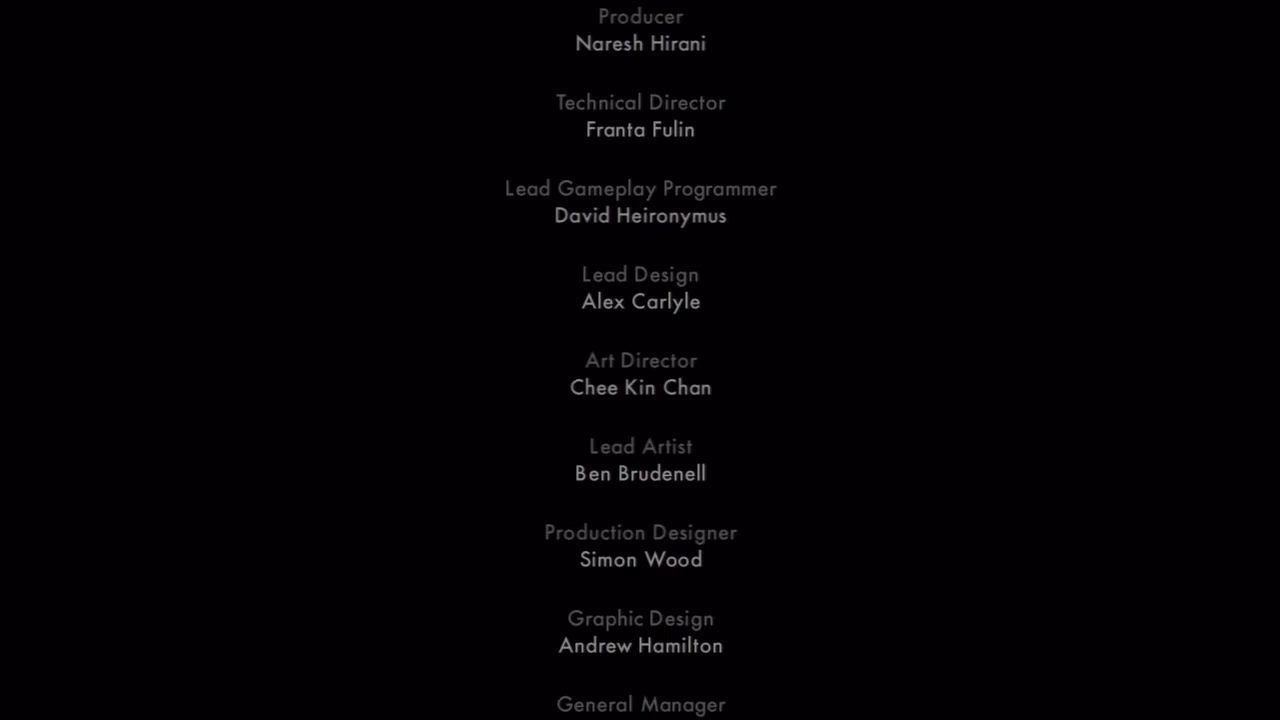 Producer
Naresh Hirani
Technical Director
Franta Fulin
Lead Gameplay Programmer
David Heironymus
Lead Design
Alex Carlyle
Art Director
Chee Kin Chan
Lead Artist
Ben Brudenell
Production Designer
Simon Wood
Graphic Design
Andrew Hamilton
General Manager